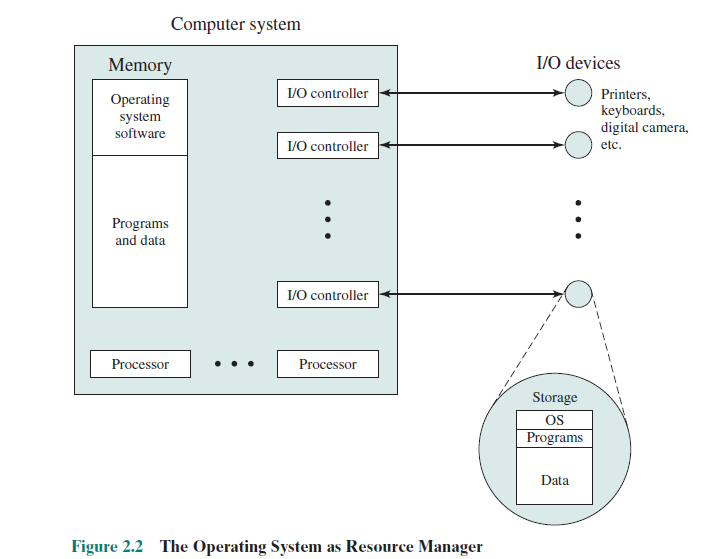 Computer system
Memory
Operating
system
software
Programs
and data
I/O controller
I/O controller
I/O controller
Processor
Processor
I/O devices
Printers,
keyboards,
digital camera,
etc.
Storage
OS
Programs
Data
Figure 2.2 The Operating System as Resource Manager